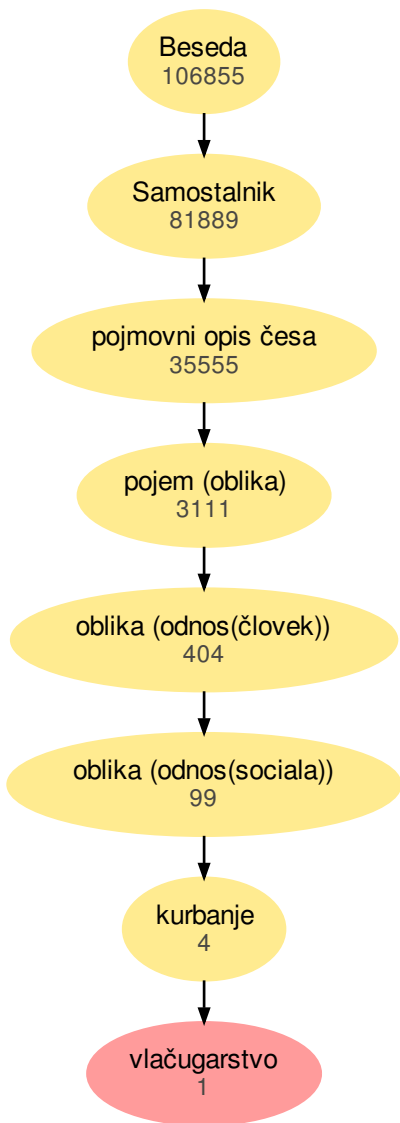 Beseda
106855
Samostalnik
81889
pojmovni opis česa
35555
pojem (oblika)
3111
oblika (odnos(človek))
404
oblika (odnos(sociala))
99
kurbanje
4
vlačugarstvo
1